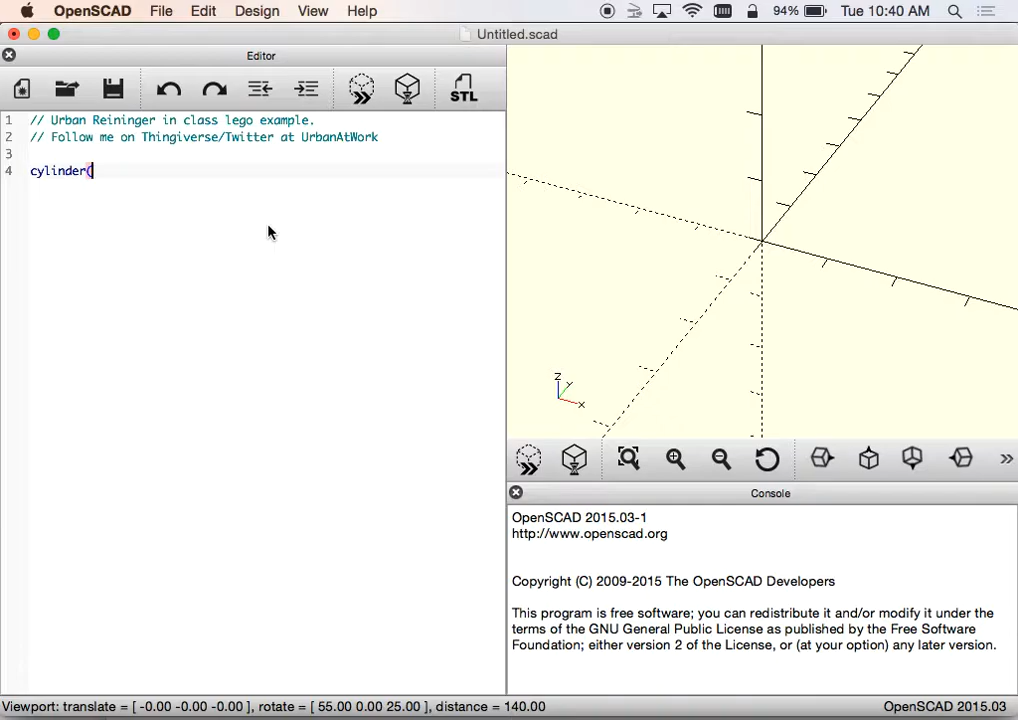 OpenSCAD File Edit Design View Help 94% Tue 10:40 AM
Untitled.scad
Editor
STL
1 // Urban Reininger in class lego example.
2 // Follow me on Thingiverse/Twitter at UrbanAtWork
3
4 cylinder(
Z
Y
X
»
Console
OpenSCAD 2015.03-1
http://www.openscad.org
Copyright (C) 2009-2015 The OpenSCAD Developers
This program is free software; you can redistribute it and/or modify it under the
terms of the GNU General Public License as published by the Free Software
Foundation; either version 2 of the License, or (at your option) any later version.
Viewport: translate = [ -0.00 -0.00 -0.00 ], rotate = [ 55.00 0.00 25.00 ], distance = 140.00 OpenSCAD 2015.03